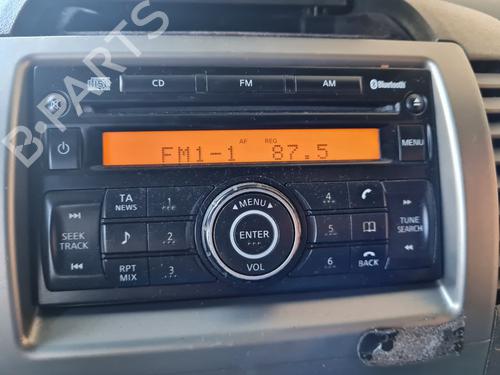 B-PARTS
CD FM AM Bluetooth
AF REG
FM1-1 87.5
MENU
TA NEWS
1
4
SEEK TRACK
2
MENU
ENTER
VOL
5
TUNE SEARCH
RPT MIX
3
6
BACK